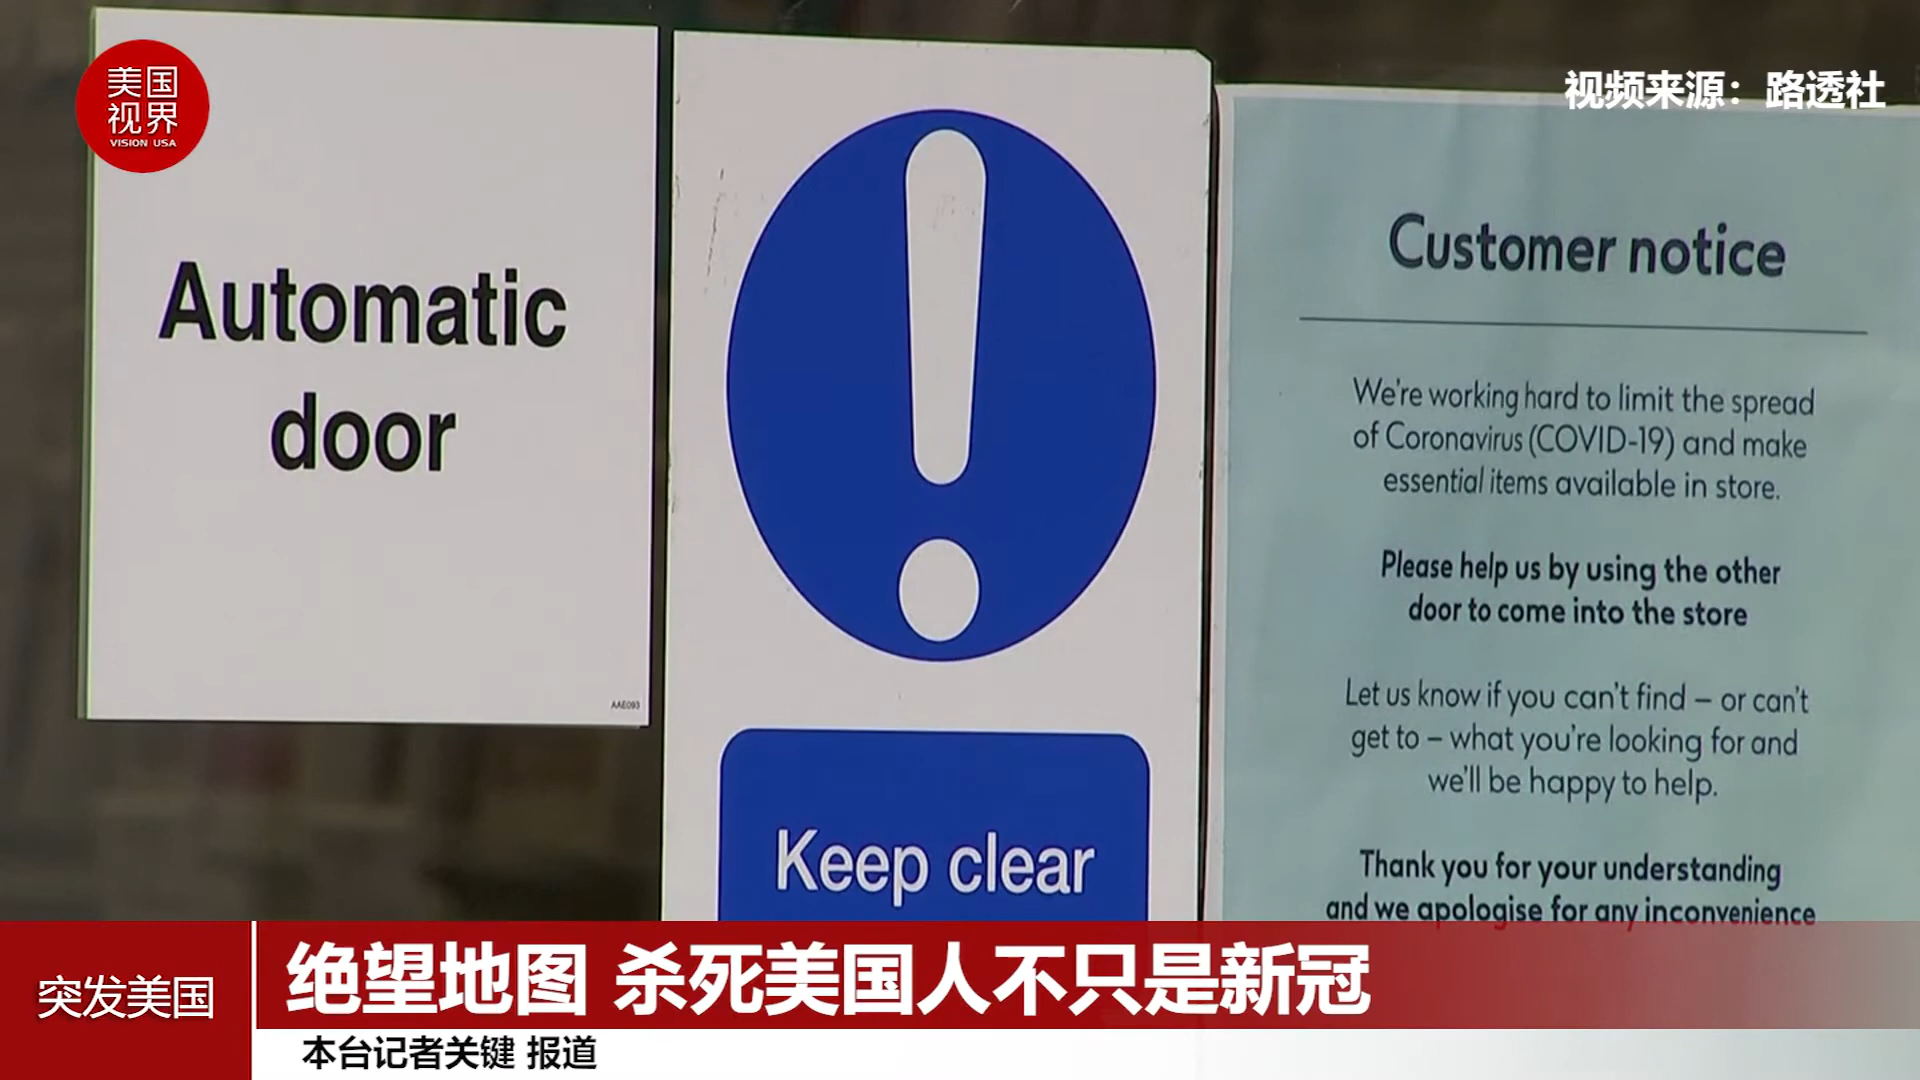 美国
视界
VISION USA
视频来源：路透社
Automatic
door
AAE093
Keep clear
Customer notice
We're working hard to limit the spread
of Coronavirus (COVID-19) and make
essential items available in store.
Please help us by using the other
door to come into the store
Let us know if you can't find – or can't
get to – what you're looking for and
we'll be happy to help.
Thank you for your understanding
and we apologise for any inconvenience
突发美国
绝望地图 杀死美国人不只是新冠
本台记者关键 报道